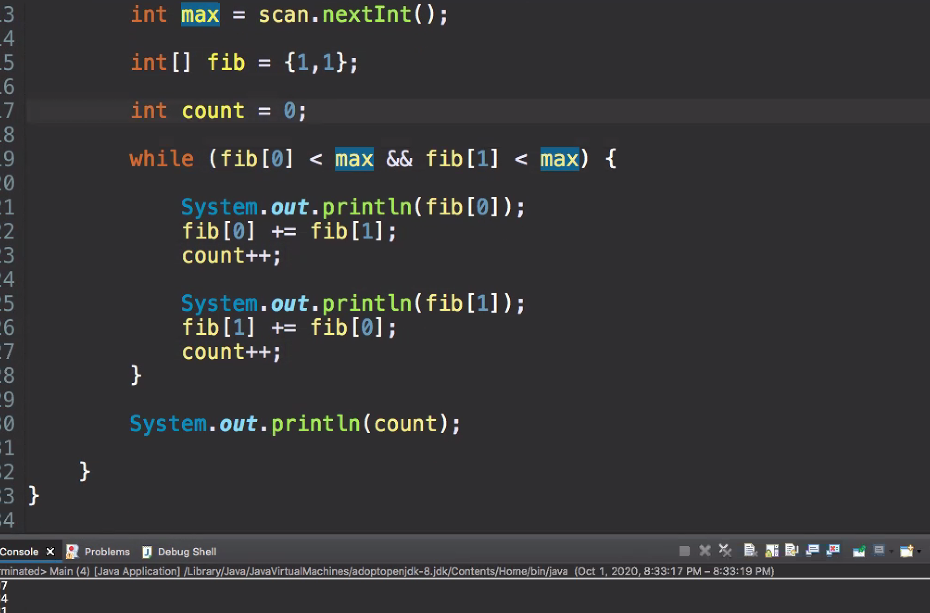 3 int max = scan.nextInt();
4
5 int[] fib = {1,1};
6
7 int count = 0;
8
9 while (fib[0] < max && fib[1] < max) {
0
1 System.out.println(fib[0]);
2 fib[0] += fib[1];
3 count++;
4
5 System.out.println(fib[1]);
6 fib[1] += fib[0];
7 count++;
8 }
9
0 System.out.println(count);
1
2 }
3 }
4
Console Problems Debug Shell
minated> Main (4) [Java Application] /Library/Java/JavaVirtualMachines/adoptopenjdk-8.jdk/Contents/Home/bin/java (Oct 1, 2020, 8:33:17 PM – 8:33:19 PM)
7
4
1